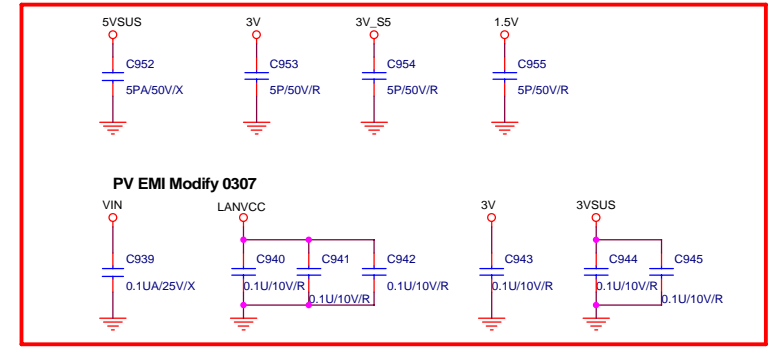 5VSUS 3V 3V_S5 1.5V
C952 C953 C954 C955
5PA/50V/X 5P/50V/R 5P/50V/R 5P/50V/R
PV EMI Modify 0307
VIN LANVCC 3V 3VSUS
C939 C940 C941 C942 C943 C944 C945
0.1UA/25V/X 0.1U/10V/R 0.1U/10V/R 0.1U/10V/R 0.1U/10V/R
0.1U/10V/R 0.1U/10V/R